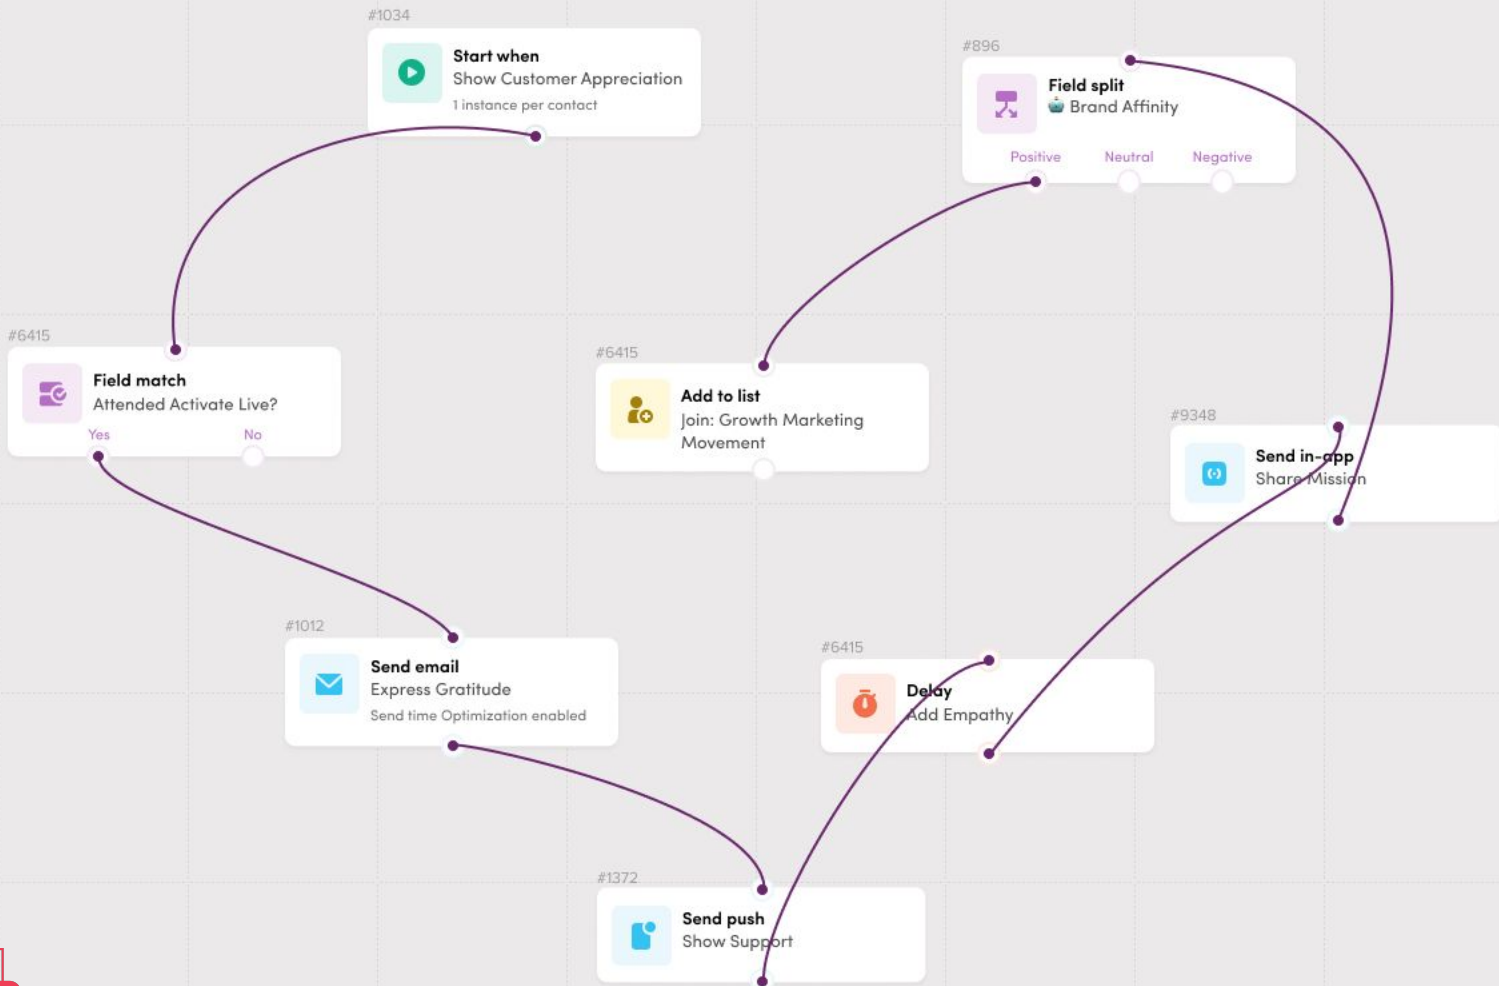 #1034
Start when
Show Customer Appreciation
1 instance per contact
#896
Field split
Brand Affinity
Positive Neutral Negative
#6415
Field match
Attended Activate Live?
Yes No
#6415
Add to list
Join: Growth Marketing
Movement
#9348
Send in-app
Share Mission
#1012
Send email
Express Gratitude
Send time Optimization enabled
#6415
Delay
Add Empathy
#1372
Send push
Show Support